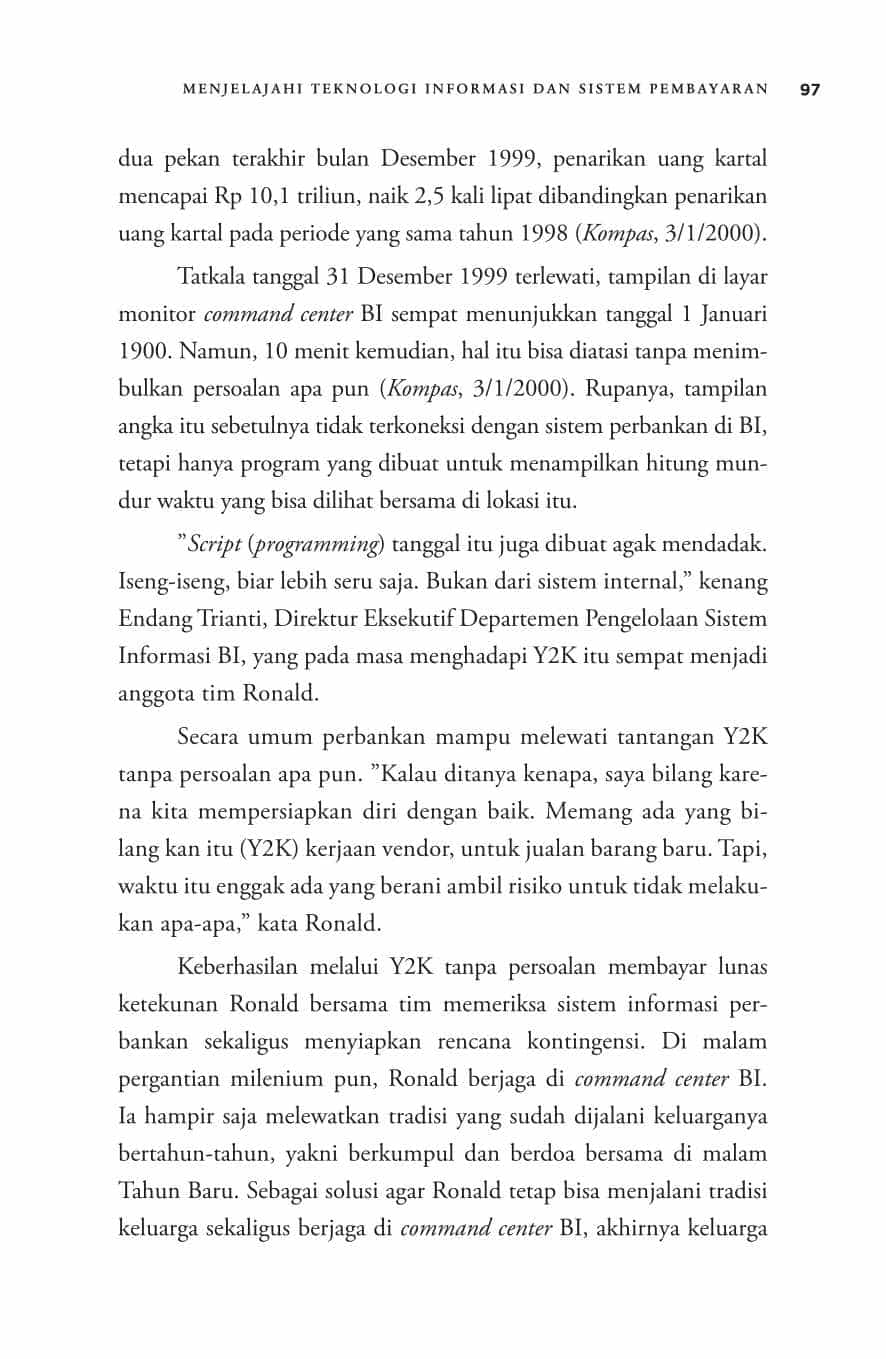 MENJELAJAHI TEKNOLOGI INFORMASI DAN SISTEM PEMBAYARAN 97
dua pekan terakhir bulan Desember 1999, penarikan uang kartal
mencapai Rp 10,1 triliun, naik 2,5 kali lipat dibandingkan penarikan
uang kartal pada periode yang sama tahun 1998 (Kompas, 3/1/2000).
Tatkala tanggal 31 Desember 1999 terlewati, tampilan di layar
monitor command center BI sempat menunjukkan tanggal 1 Januari
1900. Namun, 10 menit kemudian, hal itu bisa diatasi tanpa menim-
bulkan persoalan apa pun (Kompas, 3/1/2000). Rupanya, tampilan
angka itu sebetulnya tidak terkoneksi dengan sistem perbankan di BI,
tetapi hanya program yang dibuat untuk menampilkan hitung mun-
dur waktu yang bisa dilihat bersama di lokasi itu.
”Script (programming) tanggal itu juga dibuat agak mendadak.
Iseng-iseng, biar lebih seru saja. Bukan dari sistem internal,” kenang
Endang Trianti, Direktur Eksekutif Departemen Pengelolaan Sistem
Informasi BI, yang pada masa menghadapi Y2K itu sempat menjadi
anggota tim Ronald.
Secara umum perbankan mampu melewati tantangan Y2K
tanpa persoalan apa pun. ”Kalau ditanya kenapa, saya bilang kare-
na kita mempersiapkan diri dengan baik. Memang ada yang bi-
lang kan itu (Y2K) kerjaan vendor, untuk jualan barang baru. Tapi,
waktu itu enggak ada yang berani ambil risiko untuk tidak melaku-
kan apa-apa,” kata Ronald.
Keberhasilan melalui Y2K tanpa persoalan membayar lunas
ketekunan Ronald bersama tim memeriksa sistem informasi per-
bankan sekaligus menyiapkan rencana kontingensi. Di malam
pergantian milenium pun, Ronald berjaga di command center BI.
Ia hampir saja melewatkan tradisi yang sudah dijalani keluarganya
bertahun-tahun, yakni berkumpul dan berdoa bersama di malam
Tahun Baru. Sebagai solusi agar Ronald tetap bisa menjalani tradisi
keluarga sekaligus berjaga di command center BI, akhirnya keluarga